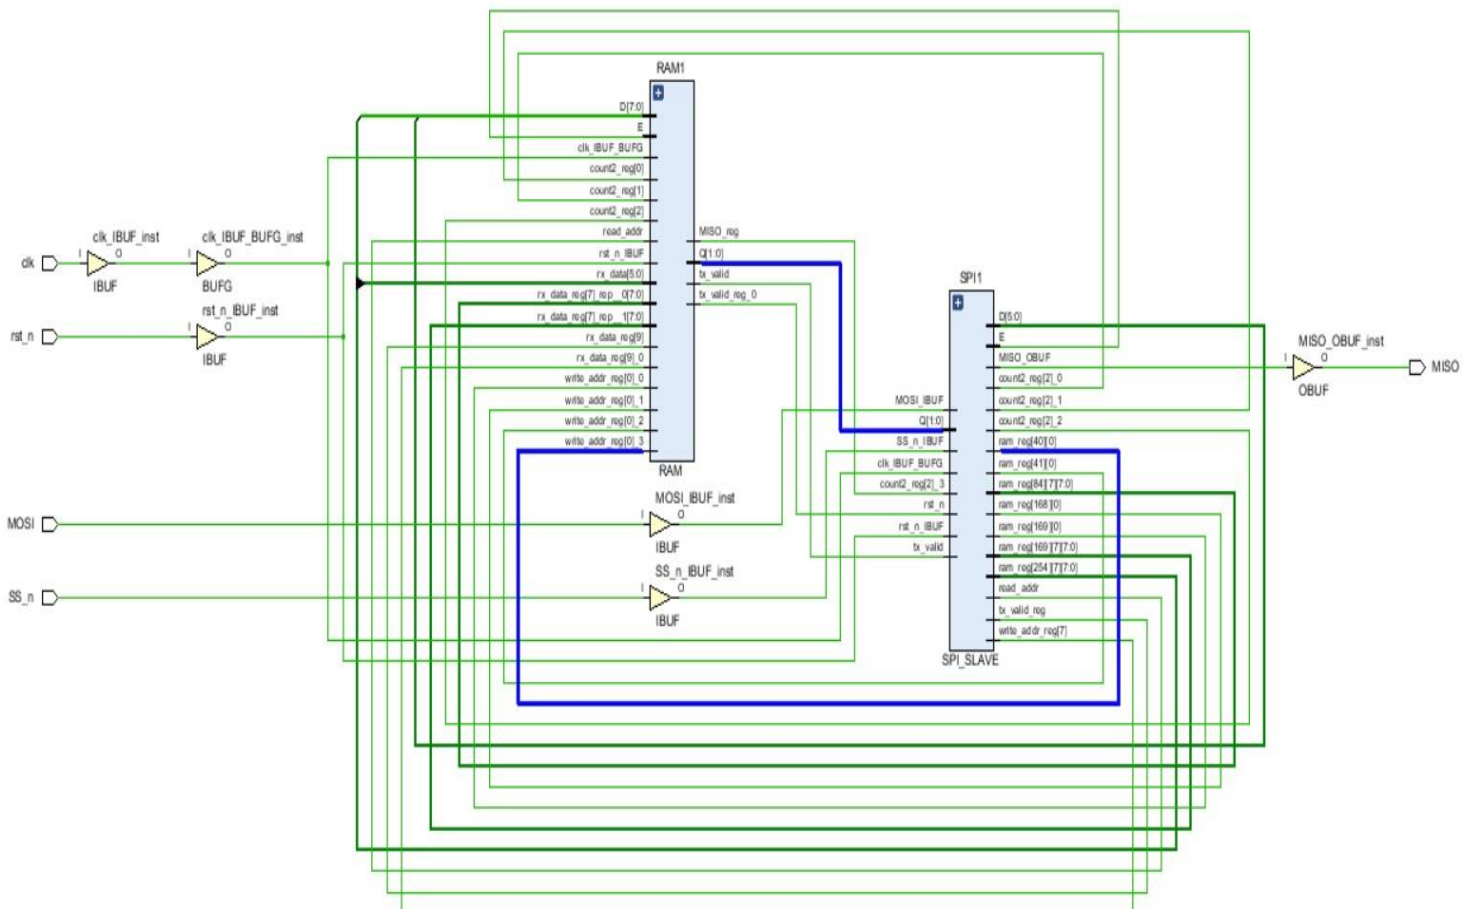 RAM1
D[7:0]
E
clk_IBUF_BUFG
count2_reg[0]
count2_reg[1]
count2_reg[2]
read_addr
rst_n_IBUF
rx_data[5:0]
rx_data_reg[7]_rep__0[7:0]
rx_data_reg[7]_rep__1[7:0]
rx_data_reg[9]
rx_data_reg[9]_0
write_addr_reg[0]_0
write_addr_reg[0]_1
write_addr_reg[0]_2
write_addr_reg[0]_3
MISO_reg
Q[1:0]
tx_valid
tx_valid_reg_0
RAM
clk
clk_IBUF_inst
I
O
IBUF
clk_IBUF_BUFG_inst
I
O
BUFG
rst_n
rst_n_IBUF_inst
I
O
IBUF
MOSI
MOSI_IBUF_inst
I
O
IBUF
SS_n
SS_n_IBUF_inst
I
O
IBUF
SPI1
MOSI_IBUF
Q[1:0]
SS_n_IBUF
clk_IBUF_BUFG
count2_reg[2]_3
rst_n
rst_n_IBUF
tx_valid
D[5:0]
E
MISO_OBUF
count2_reg[2]_0
count2_reg[2]_1
count2_reg[2]_2
ram_reg[40][0]
ram_reg[41][0]
ram_reg[84][7][7:0]
ram_reg[168][0]
ram_reg[169][0]
ram_reg[169][7][7:0]
ram_reg[254][7][7:0]
read_addr
tx_valid_reg
write_addr_reg[7]
SPI_SLAVE
MISO_OBUF_inst
I
O
OBUF
MISO